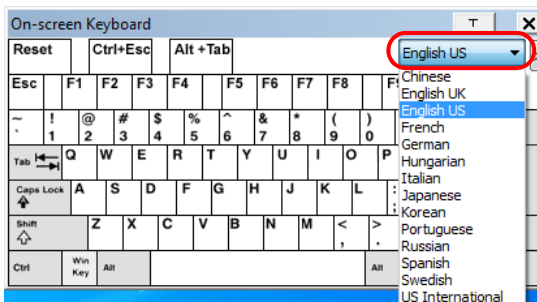 On-screen Keyboard
Reset Ctrl+Esc Alt +Tab English US
Esc F1 F2 F3 F4 F5 F6 F7 F8
~ ! @ # $ % ^ & * ( )
` 1 2 3 4 5 6 7 8 9 0
Tab Q W E R T Y U I O P
Caps Lock A S D F G H J K L : ;
Shift Z X C V B N M < , > .
Ctrl Win Key Alt Alt
Chinese
English UK
English US
French
German
Hungarian
Italian
Japanese
Korean
Portuguese
Russian
Spanish
Swedish
US International